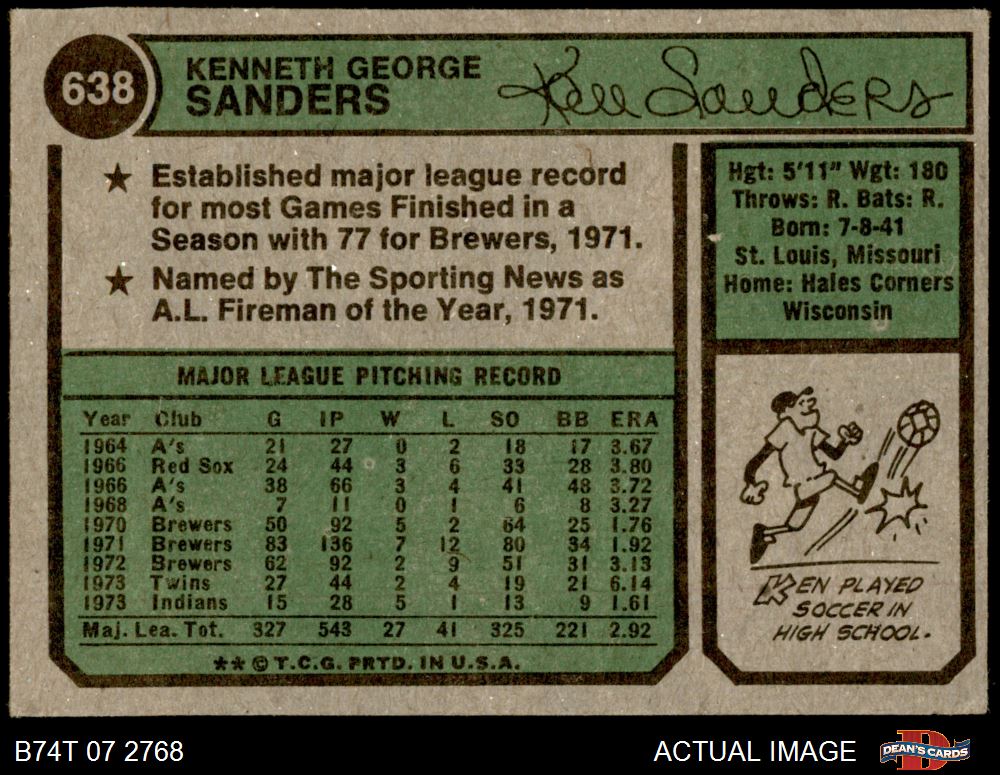 638
KENNETH GEORGE
SANDERS
Ken Sanders
★ Established major league record
for most Games Finished in a
Season with 77 for Brewers, 1971.
★ Named by The Sporting News as
A.L. Fireman of the Year, 1971.
Hgt: 5'11" Wgt: 180
Throws: R. Bats: R.
Born: 7-8-41
St. Louis, Missouri
Home: Hales Corners
Wisconsin
MAJOR LEAGUE PITCHING RECORD
Year Club G IP W L SO BB ERA
1964 A's 21 27 0 2 18 17 3.67
1966 Red Sox 24 44 3 6 33 28 3.80
1966 A's 38 66 3 4 41 48 3.72
1968 A's 7 11 0 1 6 8 3.27
1970 Brewers 50 92 5 2 64 25 1.76
1971 Brewers 83 136 7 12 80 34 1.92
1972 Brewers 62 92 2 9 51 31 3.13
1973 Twins 27 44 2 4 19 21 6.14
1973 Indians 15 28 5 1 13 9 1.61
Maj. Lea. Tot. 327 543 27 41 325 221 2.92
★★ © T.C.G. PRTD. IN U.S.A.
KEN PLAYED
SOCCER IN
HIGH SCHOOL.
B74T 07 2768
ACTUAL IMAGE
DEAN'S CARDS